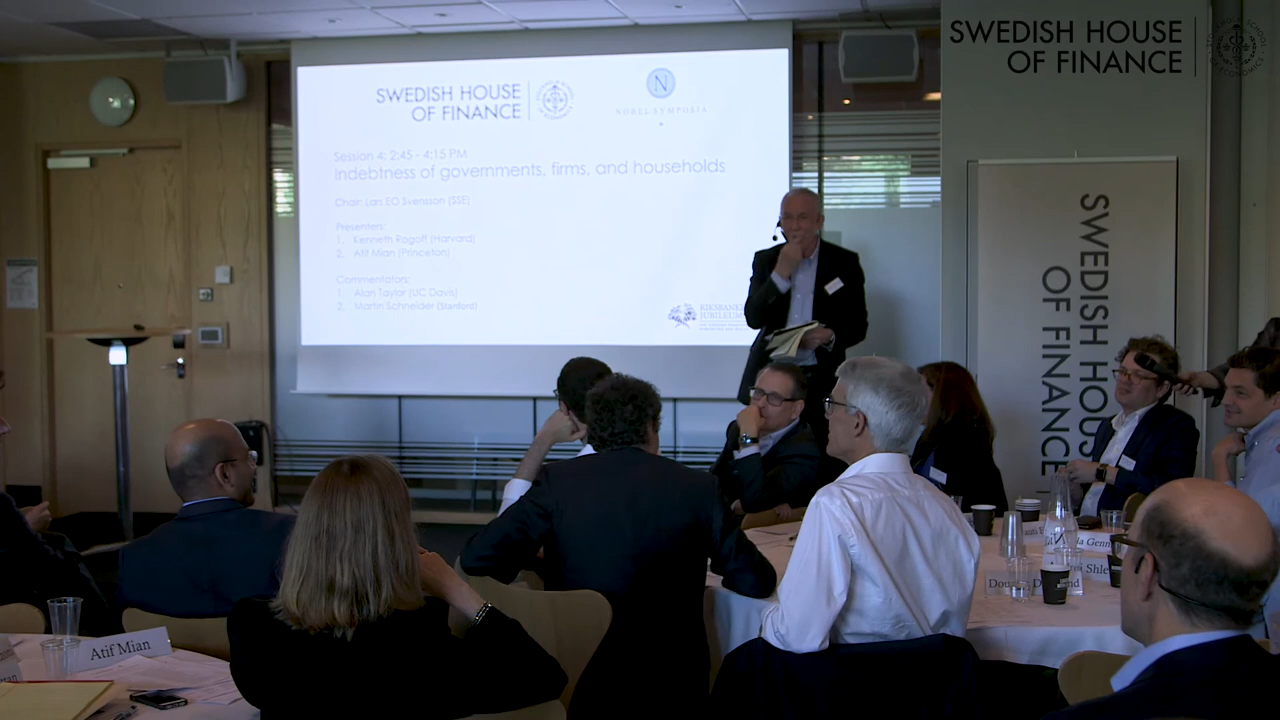 SWEDISH HOUSE
OF FINANCE
SWEDISH HOUSE
OF FINANCE
N
NOBEL SYMPOSIA
Session 4: 2:45 - 4:15 PM
Indebtness of governments, firms, and households
Chair: Lars EO Svensson (SSE)
Presenters:
1. Kenneth Rogoff (Harvard)
2. Atif Mian (Princeton)
Commentators:
1. Alan Taylor (UC Davis)
2. Martin Schneider (Stanford)
RIKSBANKENS
JUBILEUMS
SWEDISH HOUSE
OF FINANCE
Atif Mian